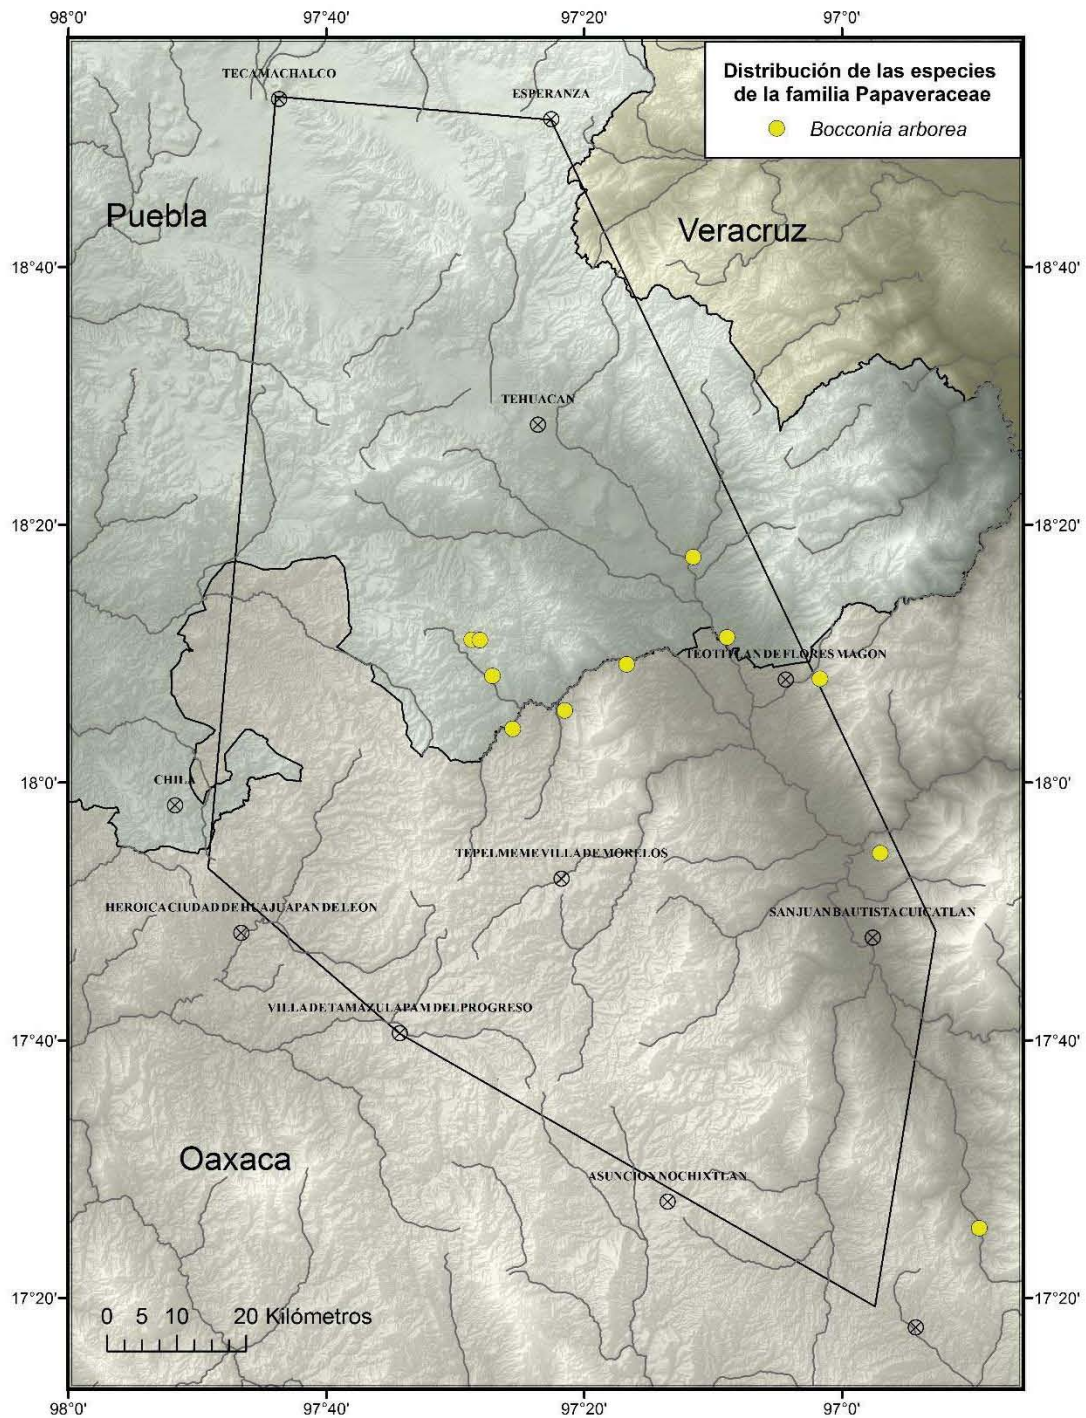 98°0'
97°40'
97°20'
97°0'
Distribución de las especies
de la familia Papaveraceae
Bocconia arborea
TECAMACHALCO
ESPERANZA
Puebla
Veracruz
18°40'
18°40'
TEHUACAN
18°20'
18°20'
TEOTITLAN DE FLORES MAGON
18°0'
18°0'
CHILA
TEPELMEME VILLA DE MORELOS
HEROICA CIUDAD DE HUAJUAPAN DE LEON
SAN JUAN BAUTISTA CUICATLAN
VILLA DE TAMAZULAPAM DEL PROGRESO
17°40'
17°40'
Oaxaca
ASUNCION NOCHIXTLAN
17°20'
17°20'
0 5 10 20 Kilómetros
98°0'
97°40'
97°20'
97°0'